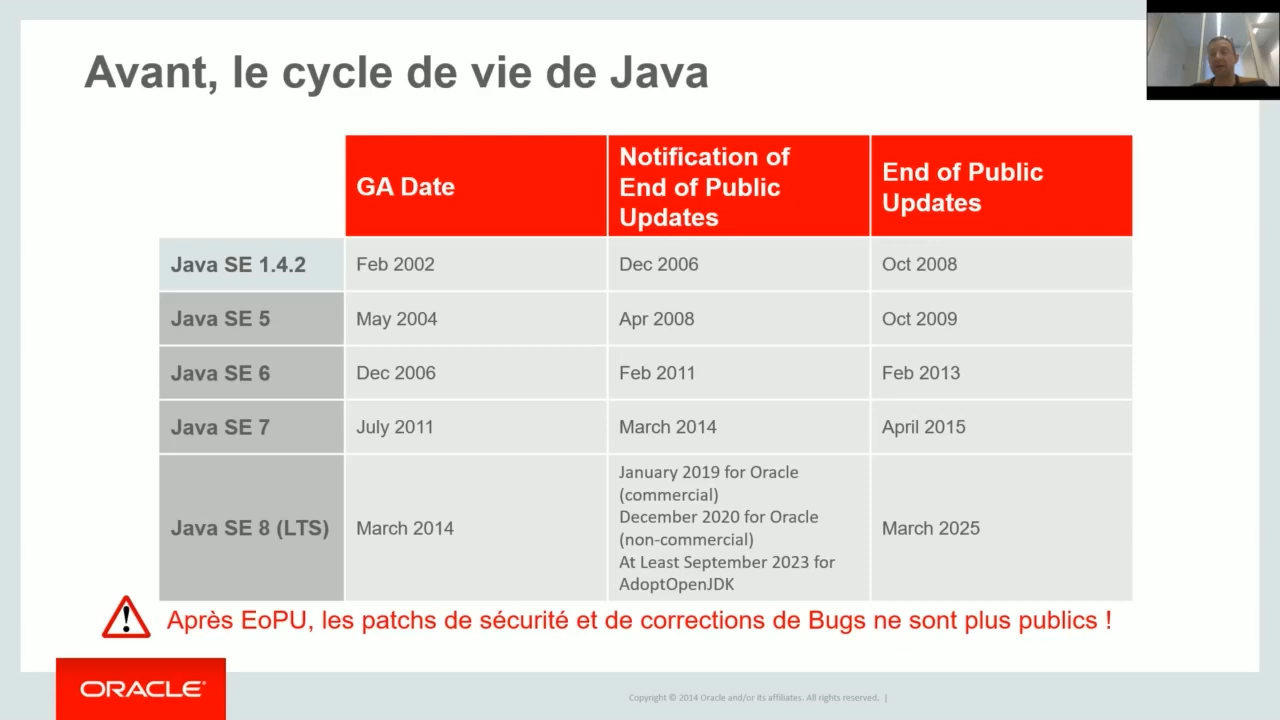 Avant, le cycle de vie de Java
GA Date
Notification of
End of Public
Updates
End of Public
Updates
Java SE 1.4.2
Feb 2002
Dec 2006
Oct 2008
Java SE 5
May 2004
Apr 2008
Oct 2009
Java SE 6
Dec 2006
Feb 2011
Feb 2013
Java SE 7
July 2011
March 2014
April 2015
Java SE 8 (LTS)
March 2014
January 2019 for Oracle
(commercial)
December 2020 for Oracle
(non-commercial)
At Least September 2023 for
AdoptOpenJDK
March 2025
Après EoPU, les patchs de sécurité et de corrections de Bugs ne sont plus publics !
ORACLE®
Copyright © 2014 Oracle and/or its affiliates. All rights reserved. |